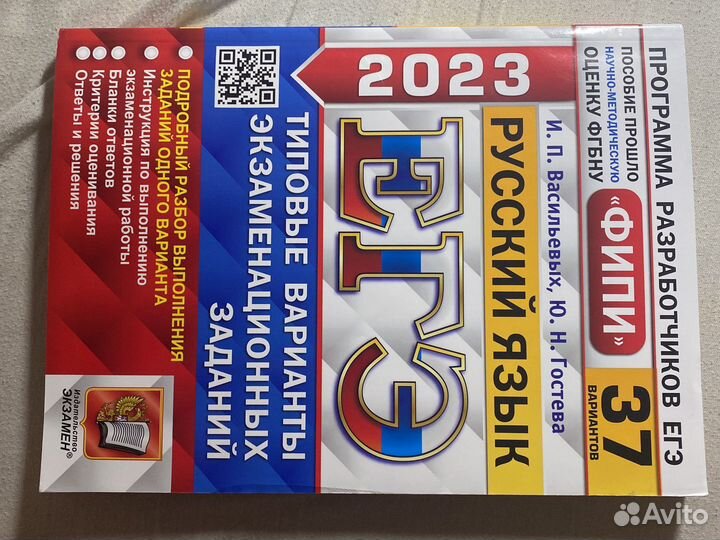 ПРОГРАММА РАЗРАБОТЧИКОВ ЕГЭ
ПОСОБИЕ ПРОШЛО
НАУЧНО-МЕТОДИЧЕСКУЮ
ОЦЕНКУ ФГБНУ
«ФИПИ»
37
ВАРИАНТОВ
И. П. Васильевых, Ю. Н. Гостева
РУССКИЙ ЯЗЫК
2023
ЕГЭ
ТИПОВЫЕ ВАРИАНТЫ
ЭКЗАМЕНАЦИОННЫХ
ЗАДАНИЙ
ПОДРОБНЫЙ РАЗБОР ВЫПОЛНЕНИЯ
ЗАДАНИЙ ОДНОГО ВАРИАНТА
Инструкция по выполнению
экзаменационной работы
Бланки ответов
Критерии оценивания
Ответы и решения
Издательство
ЭКЗАМЕН®
Avito